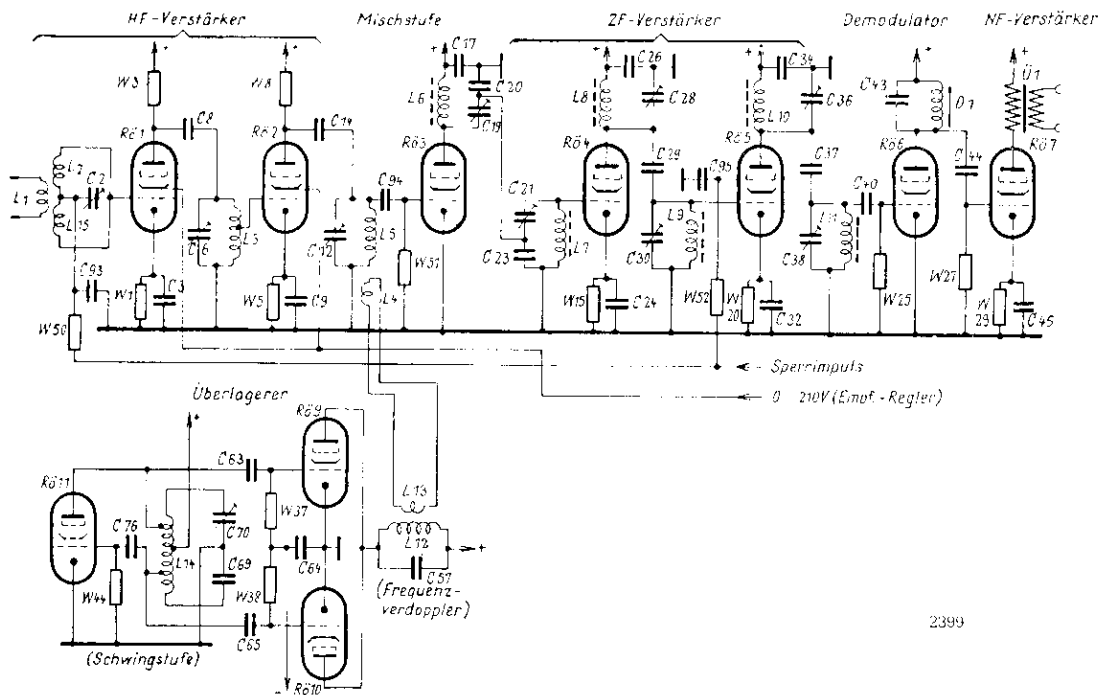 HF-Verstärker Mischstufe ZF-Verstärker Demodulator NF-Verstärker
+ + + + + + +
C17 C26 C34
W3 W8 C20 C43 Ü1
L6 C19 L8 C28 L10 C36 D1
C8 C14
Rö1 Rö2 Rö3 Rö4 Rö5 Rö6 Rö7
L1 L2 C2 L15 C94 C29 C95 C37 C44
C21 C40
C6 L3 C12 L5 L7 L9 L11
C23 C30 C38
C93 W1 C3 W5 C9 L4 W51 W15 C24 W52 W20 C32 W25 W27 W29 C45
W50
Sperrimpuls
0 - 210V (Empf.-Regler)
Überlagerer
+
Rö9
C63
Rö11
W37 L13
C76 C70
L14 C64 L12 +
C69
W44 W38 C57
(Frequenz-
verdoppler)
C65
(Schwingstufe)
Rö10
-
2399